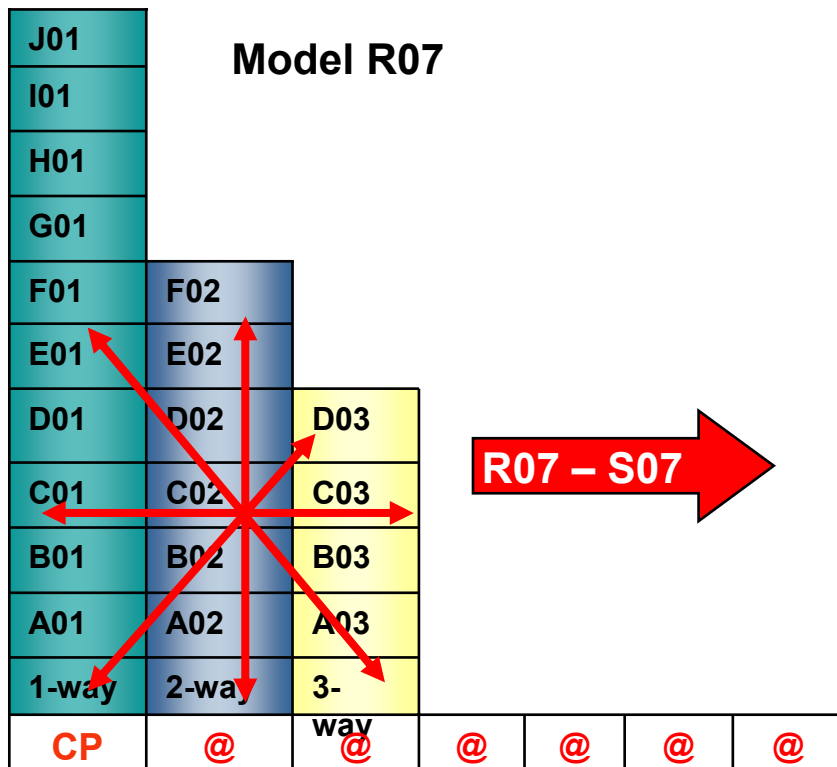 Model R07
J01
I01
H01
G01
F01 F02
E01 E02
D01 D02 D03
C01 C02 C03
R07 – S07
B01 B02 B03
A01 A02 A03
1-way 2-way 3-
way
CP @ @ @ @ @ @